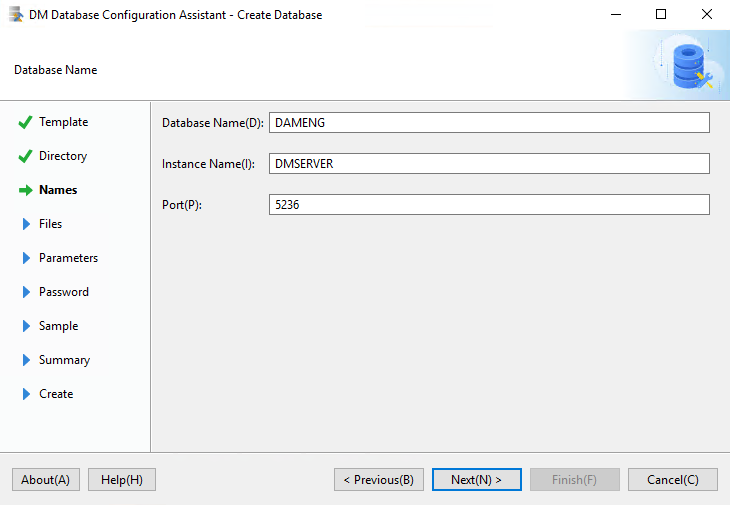 DM Database Configuration Assistant - Create Database
Database Name
Template
Directory
Names
Files
Parameters
Password
Sample
Summary
Create
Database Name(D): DAMENG
Instance Name(I): DMSERVER
Port(P): 5236
About(A) Help(H) < Previous(B) Next(N) > Finish(F) Cancel(C)